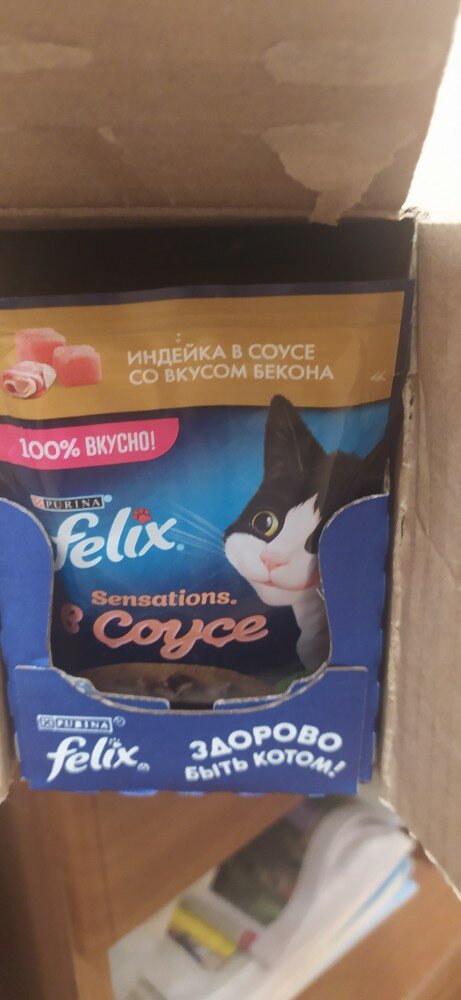 ИНДЕЙКА В СОУСЕ
СО ВКУСОМ БЕКОНА
100% ВКУСНО!
PURINA®
felix®
Sensations®
В Соусе
PURINA®
felix®
ЗДОРОВО
БЫТЬ КОТОМ!